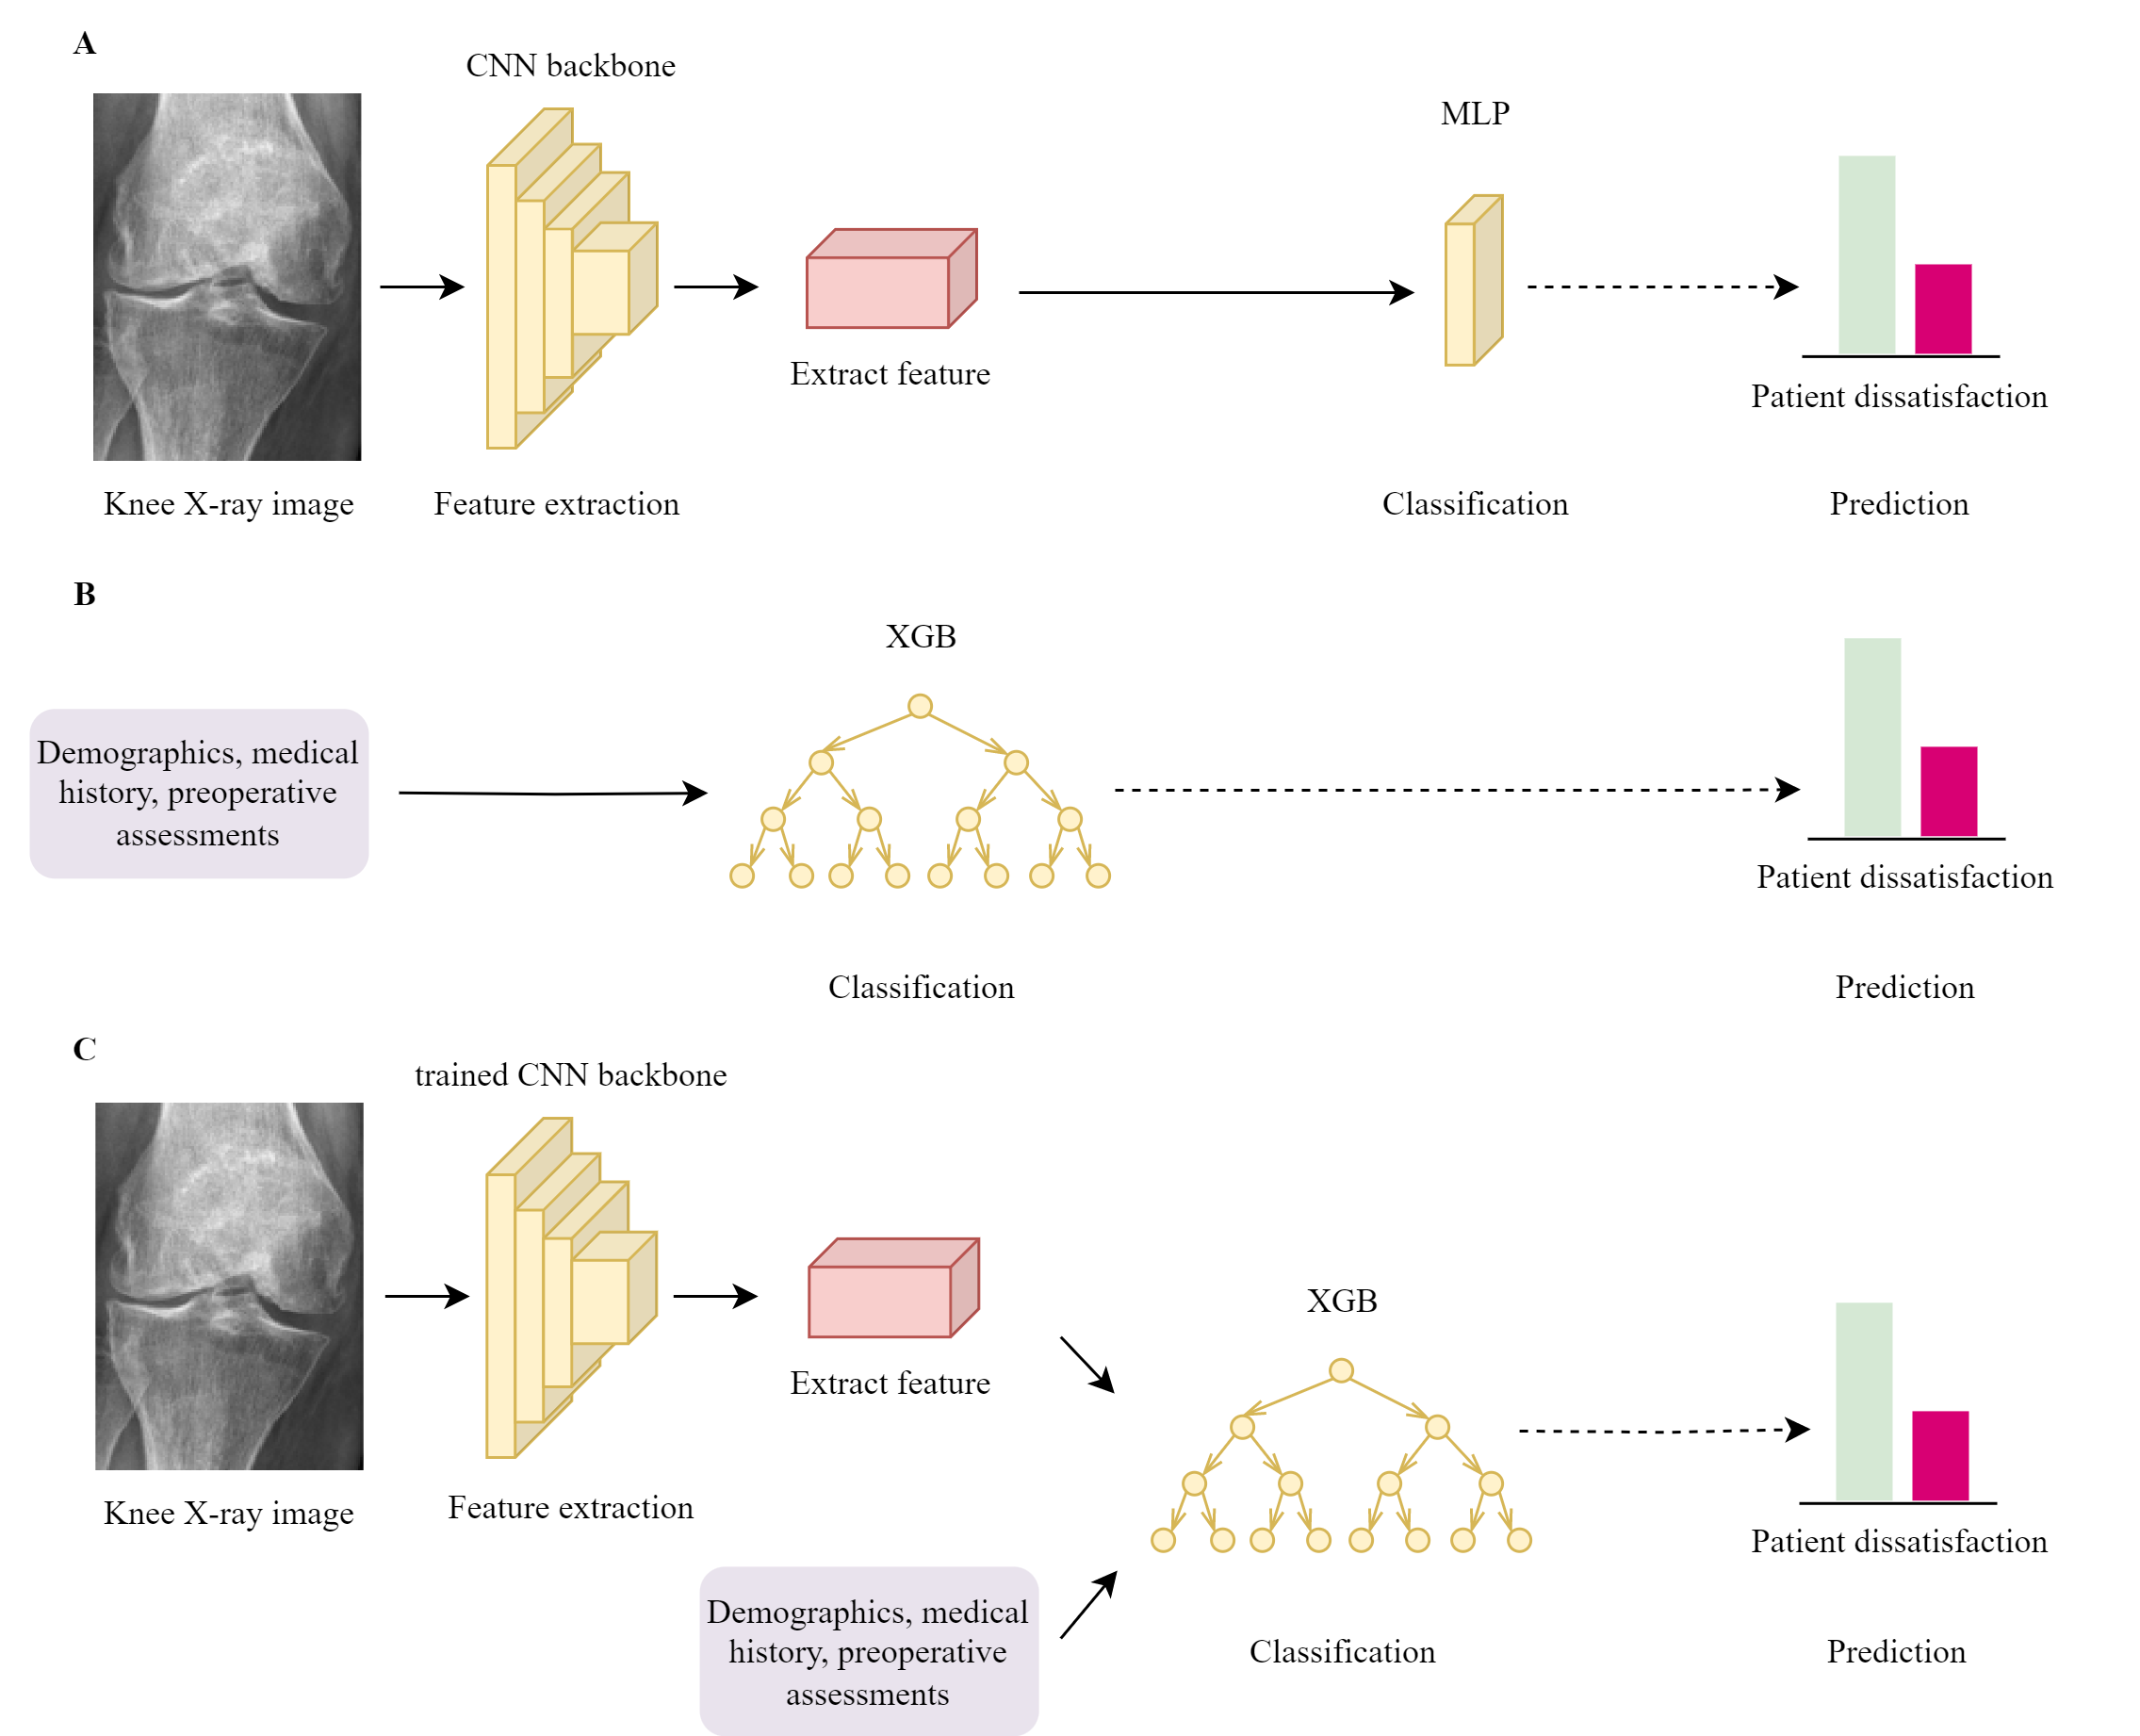 A
CNN backbone
MLP
Extract feature
Patient dissatisfaction
Knee X-ray image
Feature extraction
Classification
Prediction
B
XGB
Demographics, medical
history, preoperative
assessments
Patient dissatisfaction
Classification
Prediction
C
trained CNN backbone
XGB
Extract feature
Knee X-ray image
Feature extraction
Patient dissatisfaction
Demographics, medical
history, preoperative
assessments
Classification
Prediction